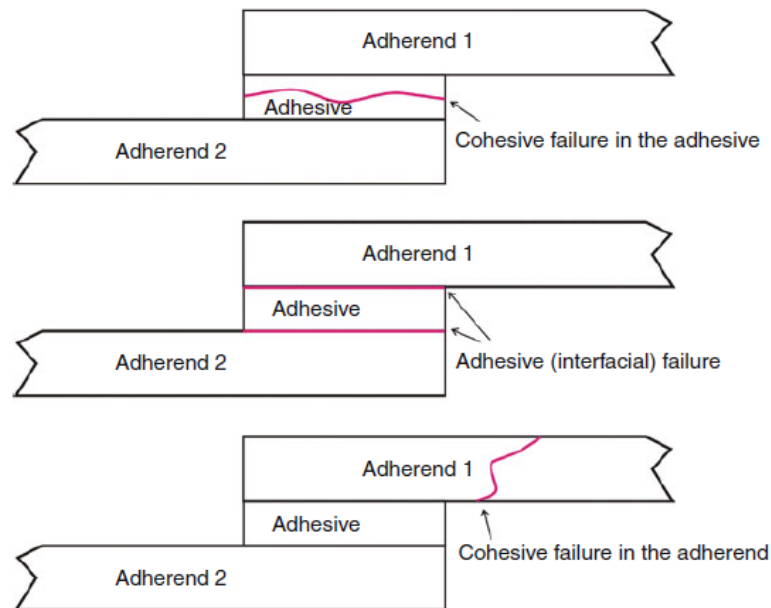 Adherend 1
Adhesive
Cohesive failure in the adhesive
Adherend 2
Adherend 1
Adhesive
Adherend 2
Adhesive (interfacial) failure
Adherend 1
Adhesive
Cohesive failure in the adherend
Adherend 2